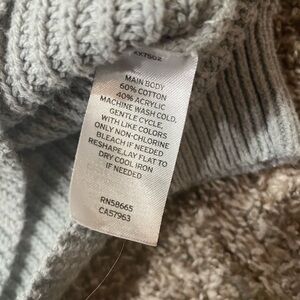 MAIN BODY
60% COTTON
40% ACRYLIC
MACHINE WASH COLD,
GENTLE CYCLE,
WITH LIKE COLORS
ONLY NON-CHLORINE
BLEACH IF NEEDED
RESHAPE,LAY FLAT TO
DRY COOL IRON
IF NEEDED
RN58665
CA57963